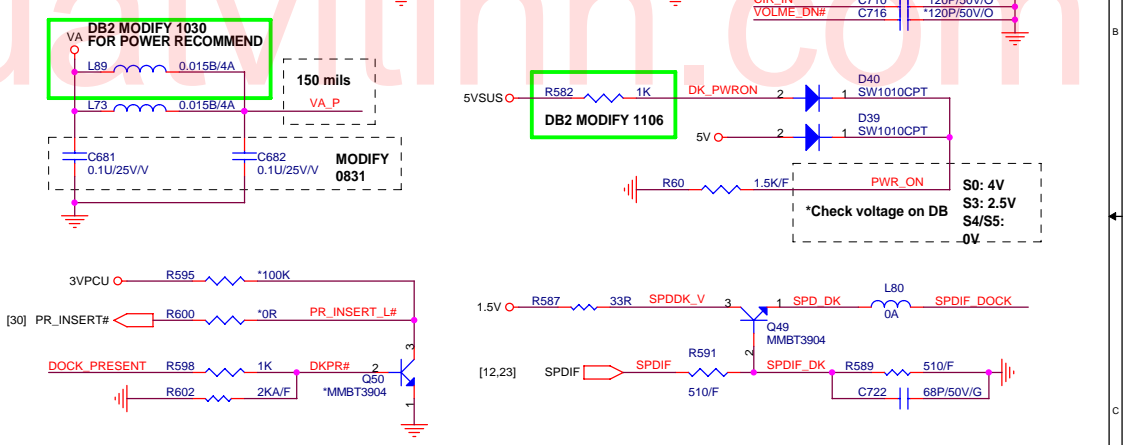 CIR_IN C710 *120P/50V/O
VOLME_DN# C716 *120P/50V/O
B
DB2 MODIFY 1030
VA FOR POWER RECOMMEND
L89 0.015B/4A
150 mils
L73 0.015B/4A VA_P
C681
0.1U/25V/V
C682
0.1U/25V/V
MODIFY
0831
5VSUS R582 1K DK_PWRON 2 1 D40
SW1010CPT
DB2 MODIFY 1106
D39
5V 2 1 SW1010CPT
R60 1.5K/F PWR_ON
*Check voltage on DB
S0: 4V
S3: 2.5V
S4/S5:
0V
3VPCU R595 *100K
[30] PR_INSERT# R600 *0R PR_INSERT_L#
3
DOCK_PRESENT R598 1K DKPR# 2
Q50
*MMBT3904
R602 2KA/F
1
1.5V R587 33R SPDDK_V 3 1 SPD_DK L80 SPDIF_DOCK
0A
Q49
MMBT3904
2
[12,23] SPDIF SPDIF R591 SPDIF_DK R589 510/F
510/F
C722 68P/50V/G
C